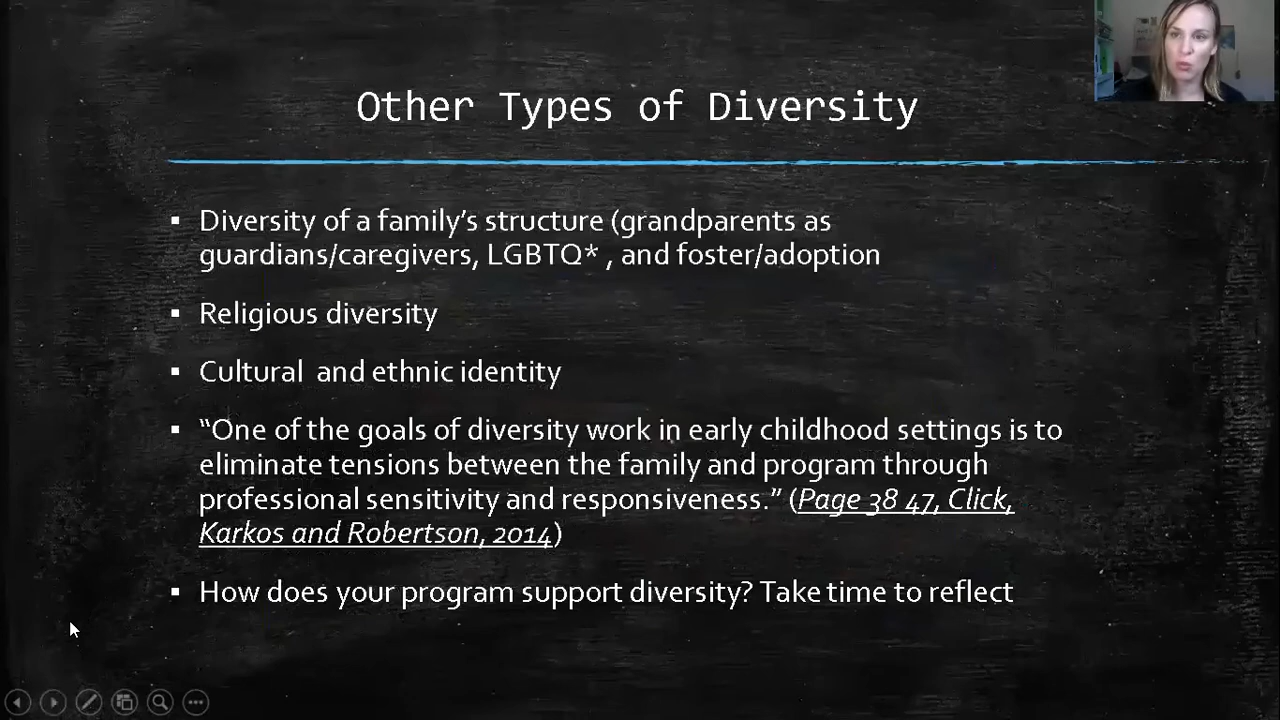 Other Types of Diversity
▪ Diversity of a family’s structure (grandparents as
guardians/caregivers, LGBTQ* , and foster/adoption
▪ Religious diversity
▪ Cultural  and ethnic identity
▪ “One of the goals of diversity work in early childhood settings is to
eliminate tensions between the family and program through
professional sensitivity and responsiveness.” (Page 38 47, Click,
Karkos and Robertson, 2014)
▪ How does your program support diversity? Take time to reflect